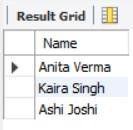 Result Grid
Name
Anita Verma
Kaira Singh
Ashi Joshi